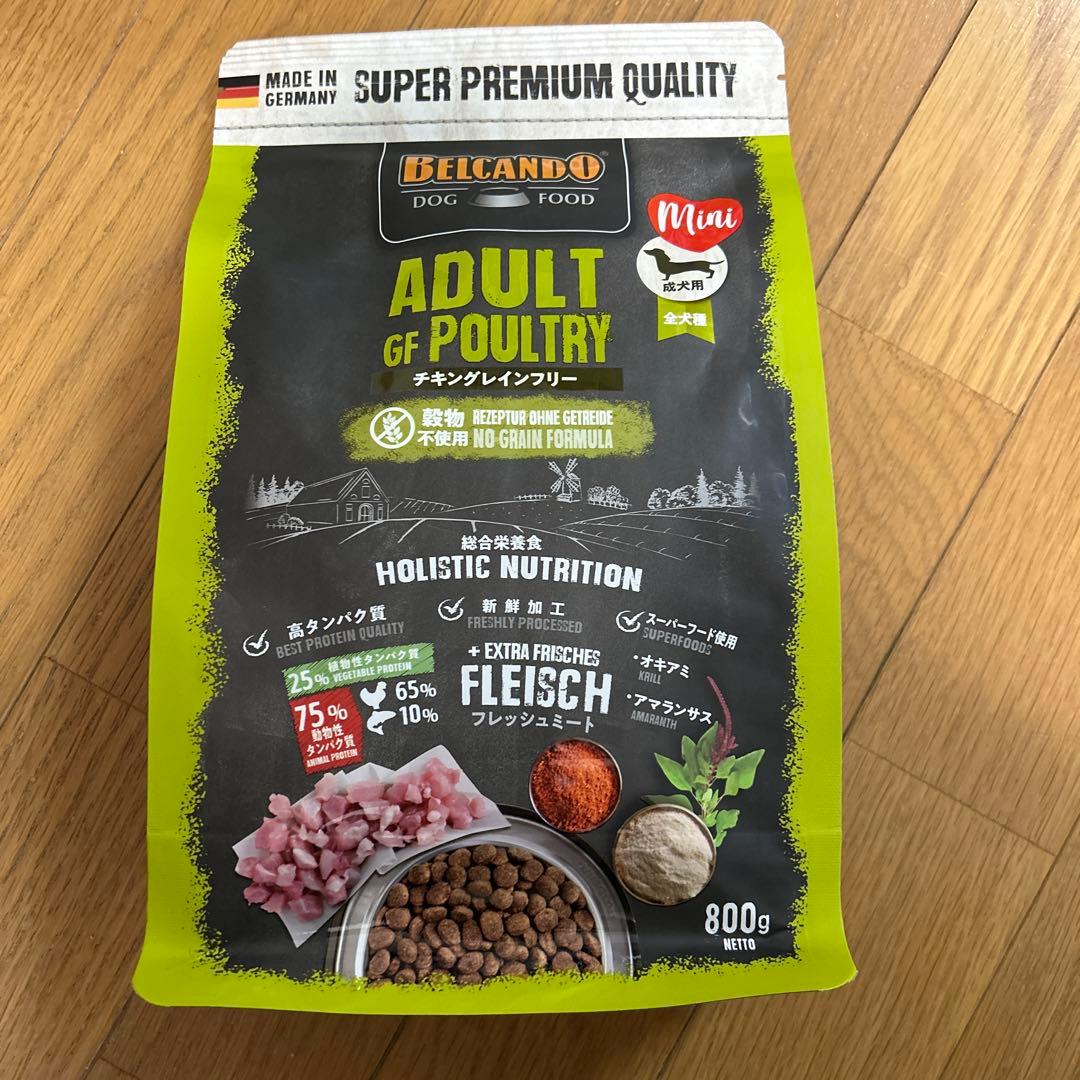 MADE IN
GERMANY
SUPER PREMIUM QUALITY
BELCANDO®
DOG FOOD
Mini
成犬用
全犬種
ADULT
GF POULTRY
チキングレインフリー
穀物
不使用
REZEPTUR OHNE GETREIDE
NO GRAIN FORMULA
総合栄養食
HOLISTIC NUTRITION
高タンパク質
BEST PROTEIN QUALITY
新鮮加工
FRESHLY PROCESSED
スーパーフード使用
SUPERFOODS
・オキアミ
KRILL
・アマランサス
AMARANTH
25% 植物性タンパク質
VEGETABLE PROTEIN
75%
動物性
タンパク質
ANIMAL PROTEIN
65%
10%
+ EXTRA FRISCHES
FLEISCH
フレッシュミート
800g
NETTO